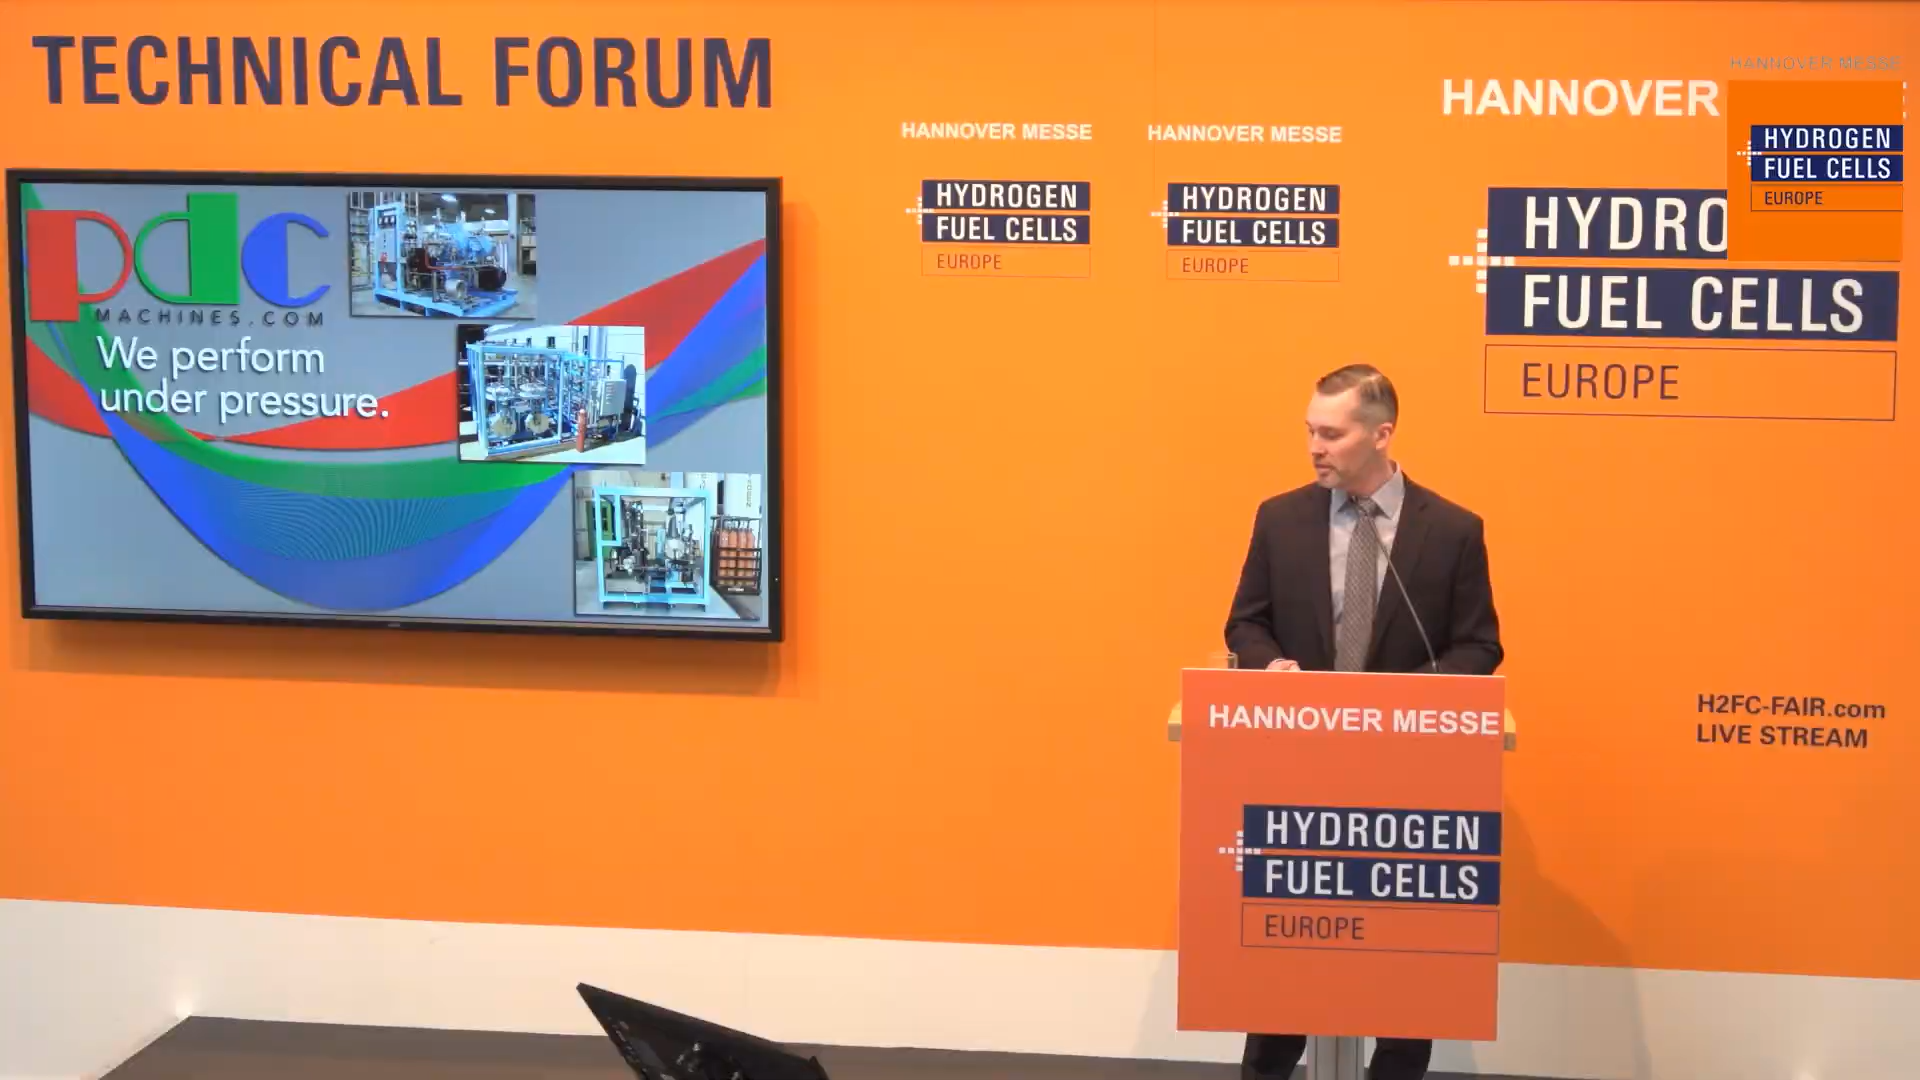 TECHNICAL FORUM
pdc
MACHINES.COM
We perform
under pressure.
HANNOVER MESSE
HYDROGEN
FUEL CELLS
EUROPE
HANNOVER MESSE
HYDROGEN
FUEL CELLS
EUROPE
HANNOVER
HYDRO
FUEL CELLS
EUROPE
HANNOVER MESSE
HYDROGEN
FUEL CELLS
EUROPE
H2FC-FAIR.com
LIVE STREAM
HANNOVER MESSE
HYDROGEN
FUEL CELLS
EUROPE